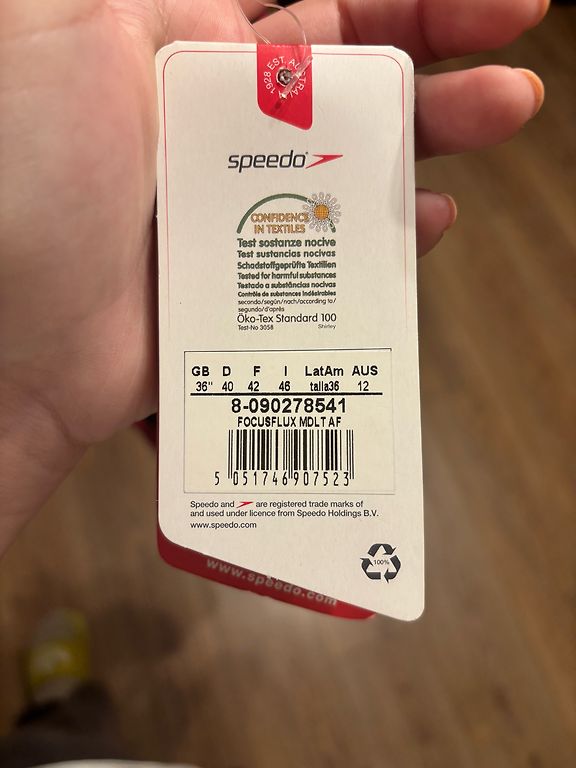 1928 EST. AUSTRALIA
speedo
CONFIDENCE
IN TEXTILES
Test sostanze nocive
Test sustancias nocivas
Schadstoffgeprüfte Textilien
Tested for harmful substances
Testado a substâncias nocivas
Contrôle de substances indésirables
secondo/según/nach/according to/
segundo/d'après
Öko-Tex Standard 100
Test-No 3058 Shirley
GB D F I LatAm AUS
36" 40 42 46 talla36 12
8-090278541
FOCUSFLUX MDLT AF
5 051746 907523
Speedo and are registered trade marks of
and used under licence from Speedo Holdings B.V.
www.speedo.com
100%
www.speedo.com